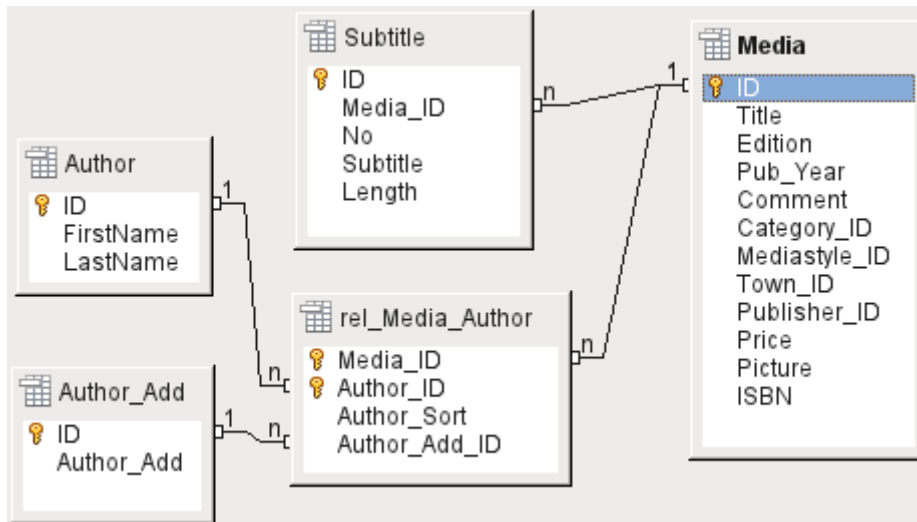 Subtitle
ID
Media_ID
No
Subtitle
Length
n
Media
1
ID
Title
Edition
Pub_Year
Comment
Category_ID
Mediastyle_ID
Town_ID
Publisher_ID
Price
Picture
ISBN
Author
1
ID
FirstName
LastName
rel_Media_Author
n
Media_ID
n
Author_ID
Author_Sort
n
Author_Add_ID
Author_Add
1
ID
Author_Add